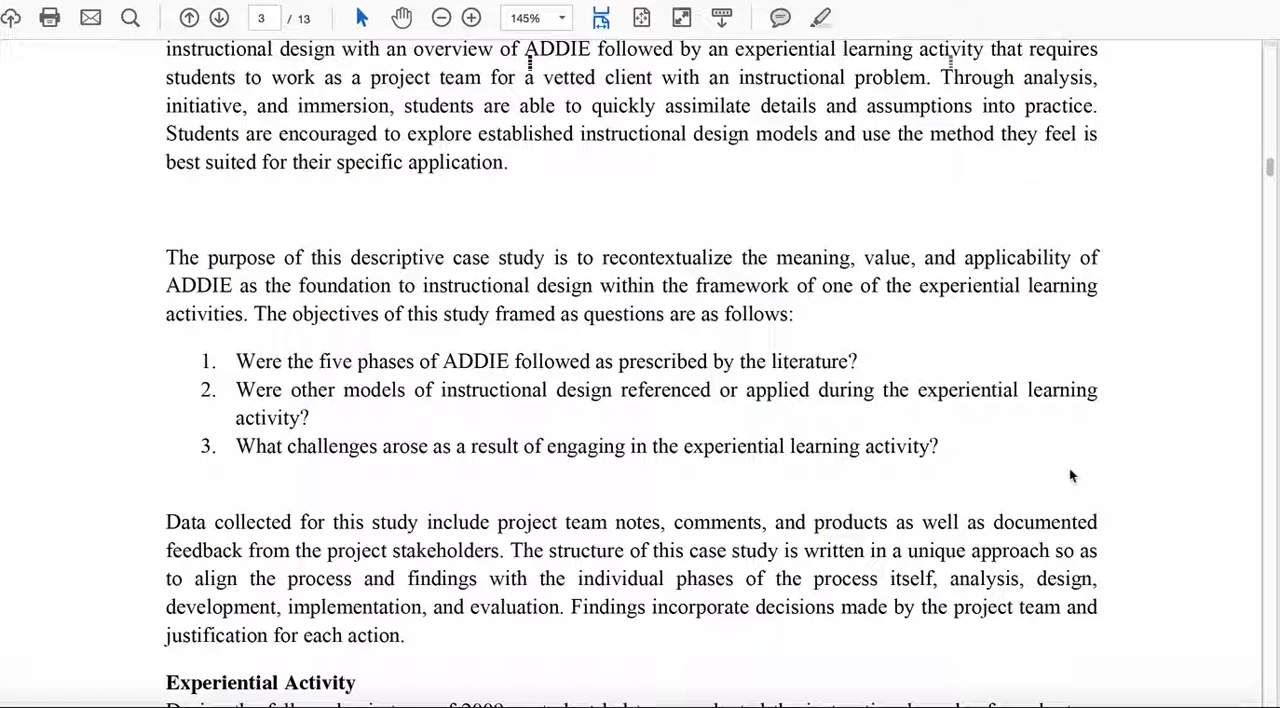 3 / 13
145%
instructional design with an overview of ADDIE followed by an experiential learning activity that requires
students to work as a project team for a vetted client with an instructional problem. Through analysis,
initiative, and immersion, students are able to quickly assimilate details and assumptions into practice.
Students are encouraged to explore established instructional design models and use the method they feel is
best suited for their specific application.
The purpose of this descriptive case study is to recontextualize the meaning, value, and applicability of
ADDIE as the foundation to instructional design within the framework of one of the experiential learning
activities. The objectives of this study framed as questions are as follows:
1. Were the five phases of ADDIE followed as prescribed by the literature?
2. Were other models of instructional design referenced or applied during the experiential learning
activity?
3. What challenges arose as a result of engaging in the experiential learning activity?
Data collected for this study include project team notes, comments, and products as well as documented
feedback from the project stakeholders. The structure of this case study is written in a unique approach so as
to align the process and findings with the individual phases of the process itself, analysis, design,
development, implementation, and evaluation. Findings incorporate decisions made by the project team and
justification for each action.
Experiential Activity